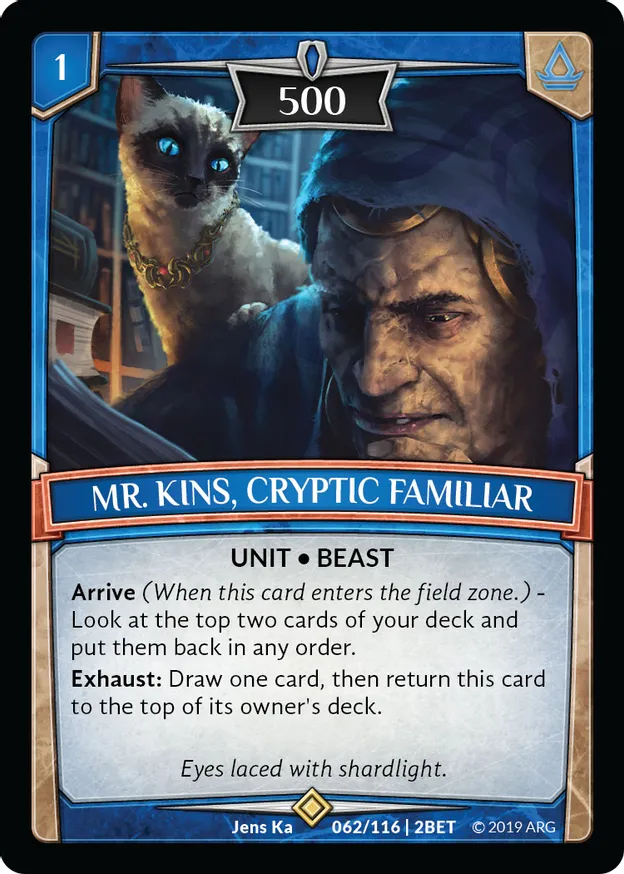 1
500
MR. KINS, CRYPTIC FAMILIAR
UNIT • BEAST
Arrive (When this card enters the field zone.) -
Look at the top two cards of your deck and
put them back in any order.
Exhaust: Draw one card, then return this card
to the top of its owner's deck.
Eyes laced with shardlight.
Jens Ka 062/116 | 2BET © 2019 ARG